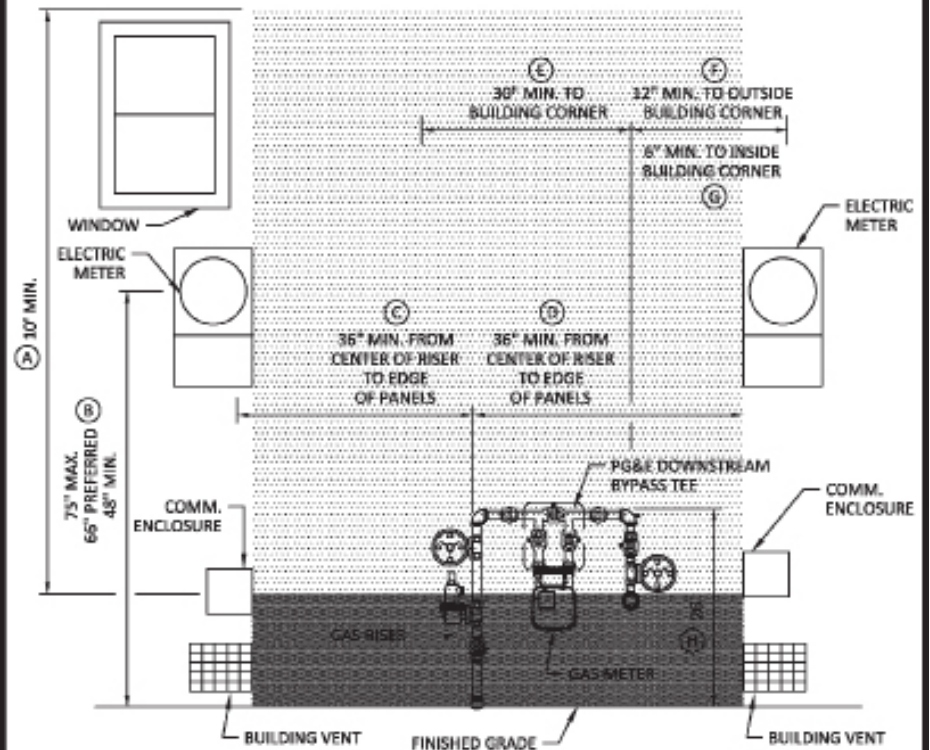 E
30" MIN. TO
BUILDING CORNER
F
12" MIN. TO OUTSIDE
BUILDING CORNER
6" MIN. TO INSIDE
BUILDING CORNER
G
WINDOW
ELECTRIC
METER
ELECTRIC
METER
A 10' MIN.
C
36" MIN. FROM
CENTER OF RISER
TO EDGE
OF PANELS
D
36" MIN. FROM
CENTER OF RISER
TO EDGE
OF PANELS
B
75" MAX.
66" PREFERRED
48" MIN.
PG&E DOWNSTREAM
BYPASS TEE
COMM.
ENCLOSURE
COMM.
ENCLOSURE
GAS RISER
H
GAS METER
BUILDING VENT
FINISHED GRADE
BUILDING VENT